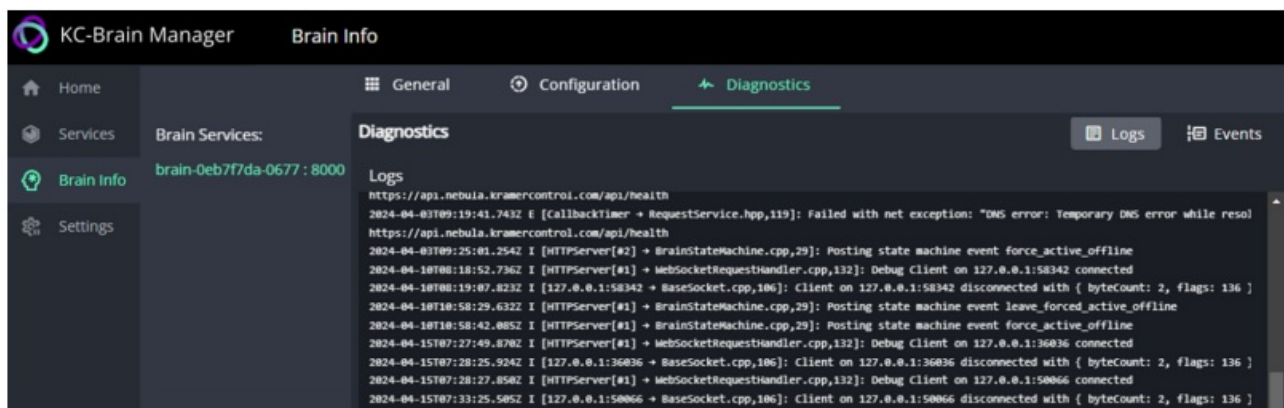 KC-Brain Manager
Brain Info
Home
Services
Brain Info
Settings
Brain Services:
brain-0eb7f7da-0677 : 8000
General
Configuration
Diagnostics
Diagnostics
Logs
Events
Logs
https://api.nebula.kramercontrol.com/api/health
2024-04-03T09:19:41.743Z E [CallbackTimer → RequestService.hpp,119]: Failed with net exception: "DNS error: Temporary DNS error while resol
https://api.nebula.kramercontrol.com/api/health
2024-04-03T09:25:01.254Z I [HTTPServer[#2] → BrainStateMachine.cpp,29]: Posting state machine event force_active_offline
2024-04-10T08:18:52.736Z I [HTTPServer[#1] → WebSocketRequestHandler.cpp,132]: Debug Client on 127.0.0.1:58342 connected
2024-04-10T08:19:07.823Z I [127.0.0.1:58342 → BaseSocket.cpp,106]: Client on 127.0.0.1:58342 disconnected with { byteCount: 2, flags: 136 }
2024-04-10T10:58:29.632Z I [HTTPServer[#1] → BrainStateMachine.cpp,29]: Posting state machine event leave_forced_active_offline
2024-04-10T10:58:42.085Z I [HTTPServer[#1] → BrainStateMachine.cpp,29]: Posting state machine event force_active_offline
2024-04-15T07:27:49.870Z I [HTTPServer[#1] → WebSocketRequestHandler.cpp,132]: Debug Client on 127.0.0.1:36036 connected
2024-04-15T07:28:25.924Z I [127.0.0.1:36036 → BaseSocket.cpp,106]: Client on 127.0.0.1:36036 disconnected with { byteCount: 2, flags: 136 }
2024-04-15T07:28:27.850Z I [HTTPServer[#1] → WebSocketRequestHandler.cpp,132]: Debug Client on 127.0.0.1:50066 connected
2024-04-15T07:33:25.505Z I [127.0.0.1:50066 → BaseSocket.cpp,106]: Client on 127.0.0.1:50066 disconnected with { byteCount: 2, flags: 136 }